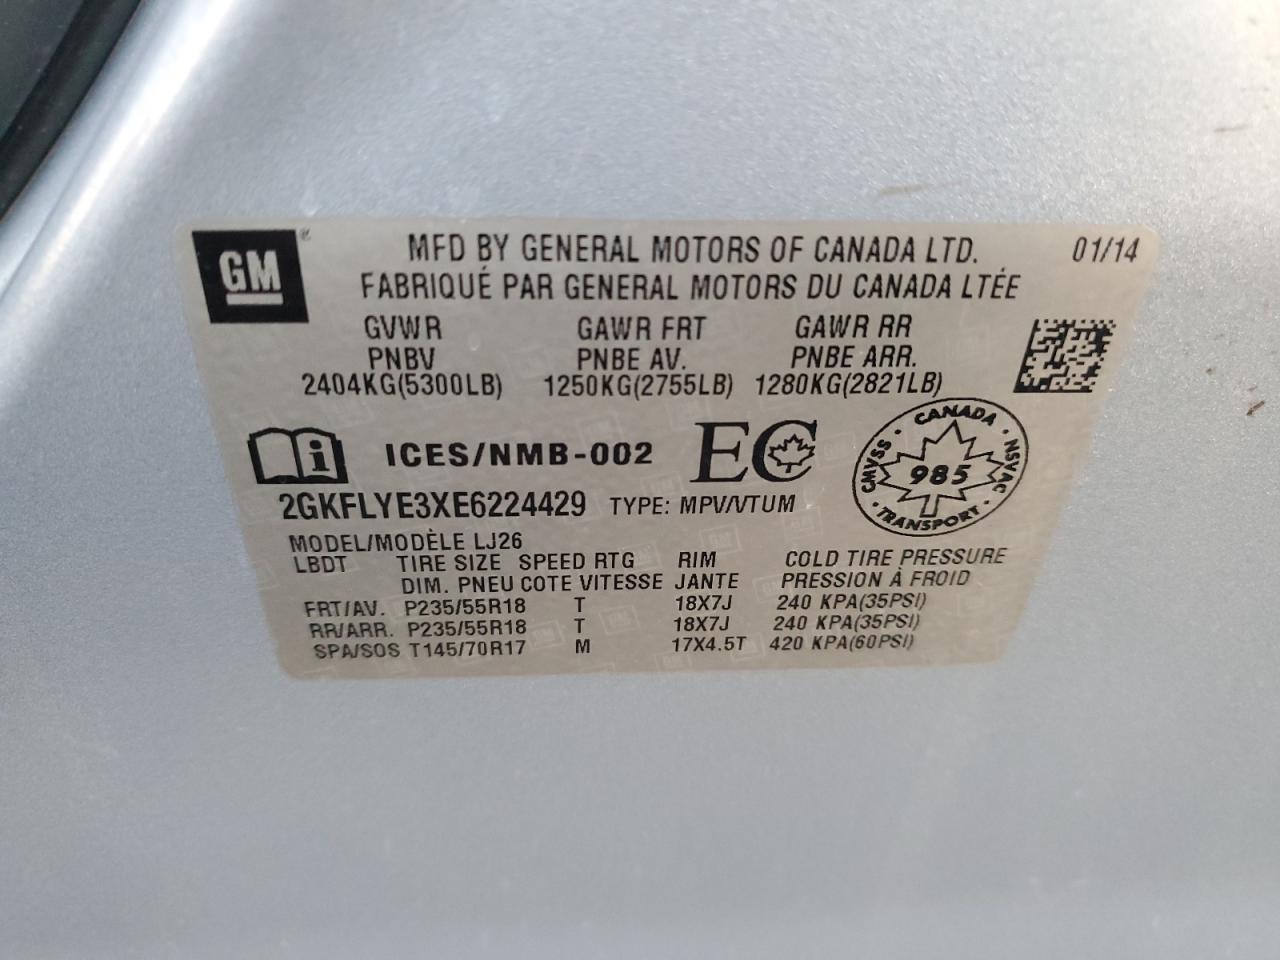 GM ®
MFD BY GENERAL MOTORS OF CANADA LTD. 01/14
FABRIQUÉ PAR GENERAL MOTORS DU CANADA LTÉE
GVWR GAWR FRT GAWR RR
PNBV PNBE AV. PNBE ARR.
2404KG(5300LB) 1250KG(2755LB) 1280KG(2821LB)
i ICES/NMB-002 EC
CANADA
CMVSS • 985 • NSVAC
• TRANSPORT •
2GKFLYE3XE6224429 TYPE: MPV/VTUM
MODEL/MODÈLE LJ26
LBDT TIRE SIZE SPEED RTG RIM COLD TIRE PRESSURE
DIM. PNEU COTE VITESSE JANTE PRESSION À FROID
FRT/AV. P235/55R18 T 18X7J 240 KPA(35PSI)
RR/ARR. P235/55R18 T 18X7J 240 KPA(35PSI)
SPA/SOS T145/70R17 M 17X4.5T 420 KPA(60PSI)